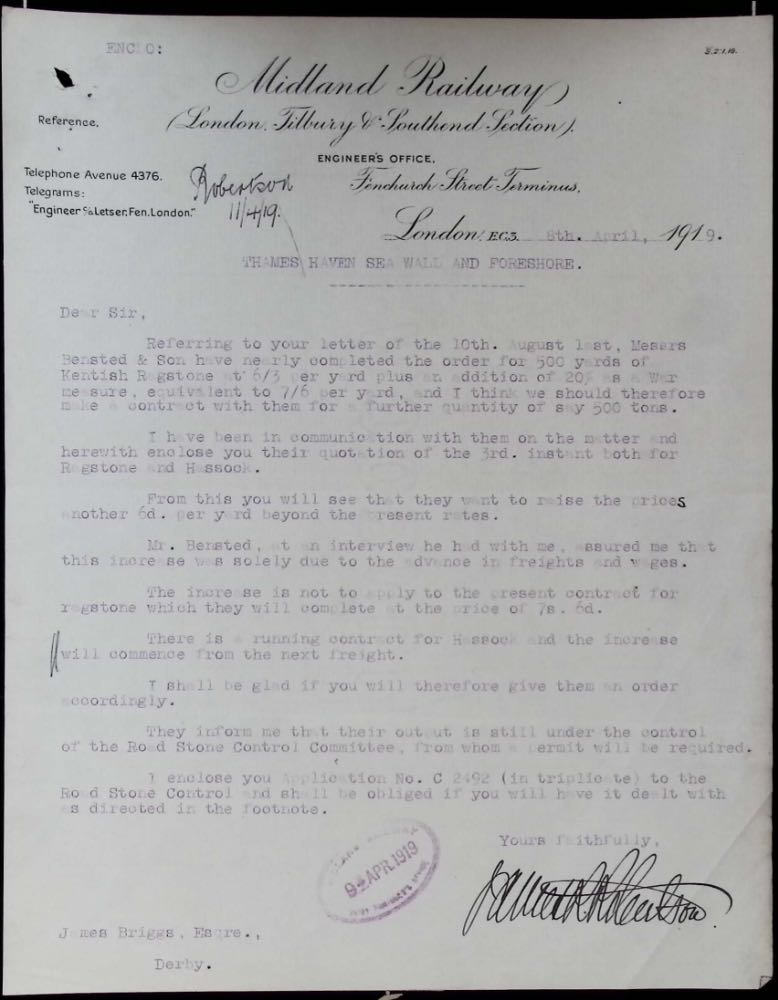 ENCLO:
Midland Railway
(London, Tilbury & Southend Section).
Reference.
ENGINEER'S OFFICE,
Telephone Avenue 4376.
Fenchurch Street Terminus,
Telegrams:
"Engineer c/o Letser, Fen, London."
Robertson
11/4/19.
London, E.C.3. 8th. April, 1919.
THAMES HAVEN SEA WALL AND FORESHORE.
Dear Sir,
Referring to your letter of the 10th. August last, Messrs
Bensted & Son have nearly completed the order for 500 yards of
Kentish Ragstone at 6/3 per yard plus an addition of 20% as a War
measure, equivalent to 7/6 per yard, and I think we should therefore
make a contract with them for a further quantity of say 500 tons.
I have been in communication with them on the matter and
herewith enclose you their quotation of the 3rd. instant both for
Ragstone and Hassock.
From this you will see that they want to raise the prices
another 6d. per yard beyond the present rates.
Mr. Bensted, at an interview he had with me, assured me that
this increase was solely due to the advance in freights and wages.
The increase is not to apply to the present contract for
ragstone which they will complete at the price of 7s. 6d.
There is a running contract for Hassock and the increase
will commence from the next freight.
I shall be glad if you will therefore give them an order
accordingly.
They inform me that their output is still under the control
of the Road Stone Control Committee, from whom a permit will be required.
I enclose you Application No. C 2492 (in triplicate) to the
Road Stone Control and shall be obliged if you will have it dealt with
as directed in the footnote.
Yours faithfully,
9 APR.1919
James Briggs, Esqre.,
Derby.